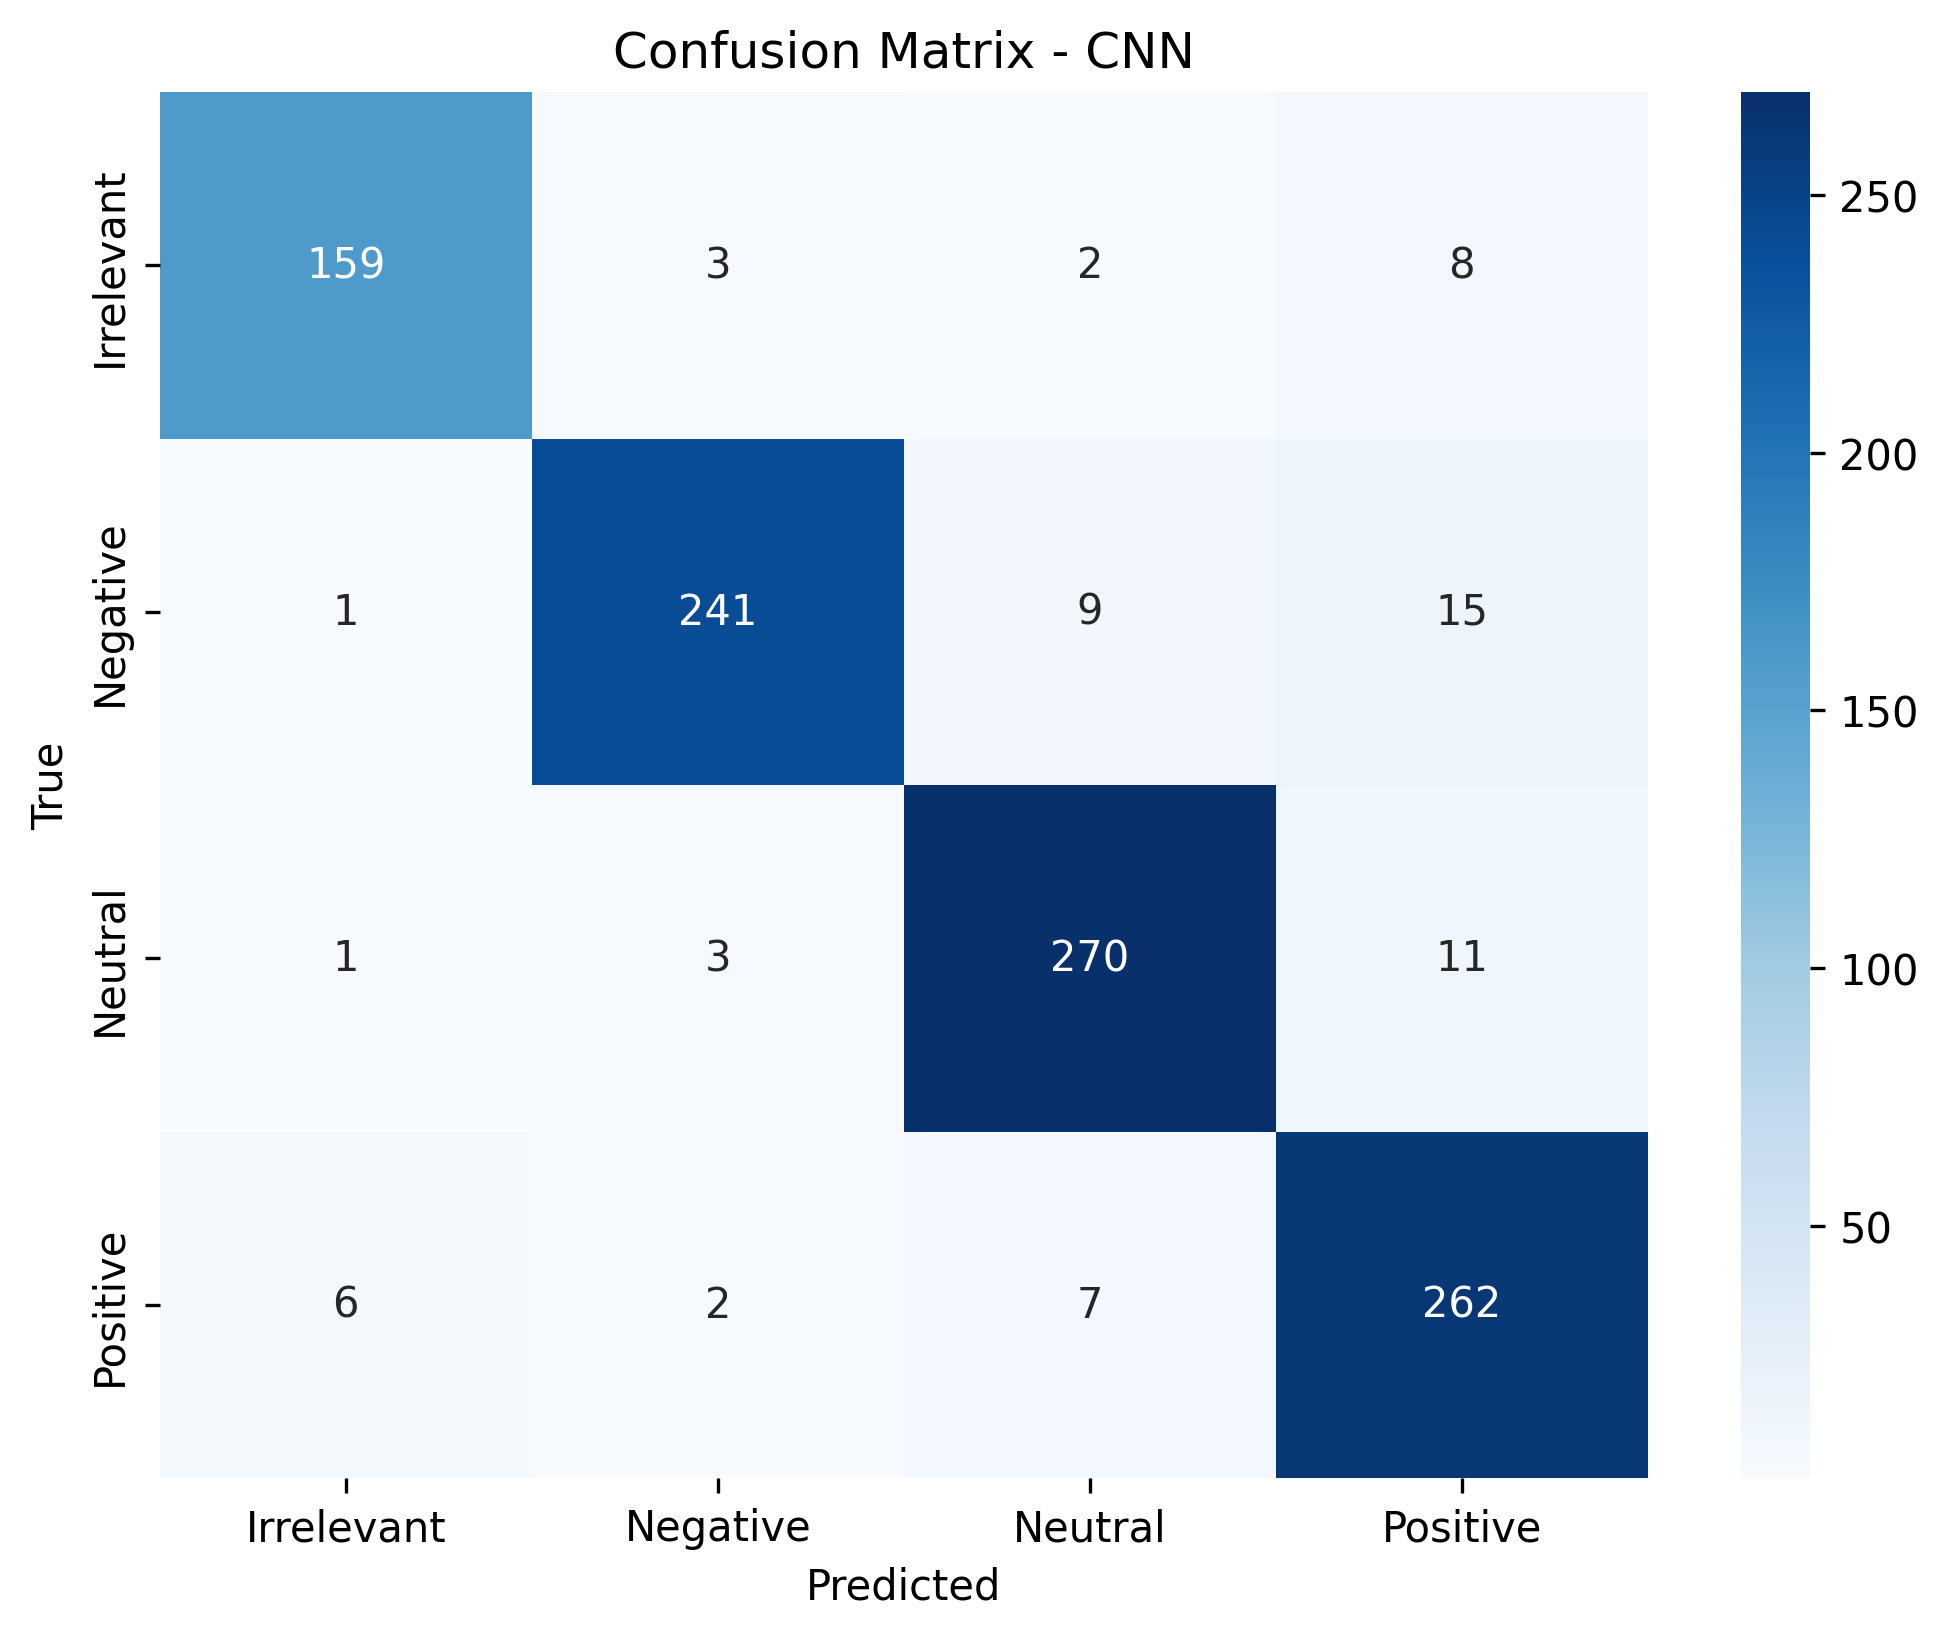 Confusion Matrix - CNN
Irrelevant 159 3 2 8
Negative 1 241 9 15
Neutral 1 3 270 11
Positive 6 2 7 262
True
Irrelevant Negative Neutral Positive
Predicted
250
200
150
100
50